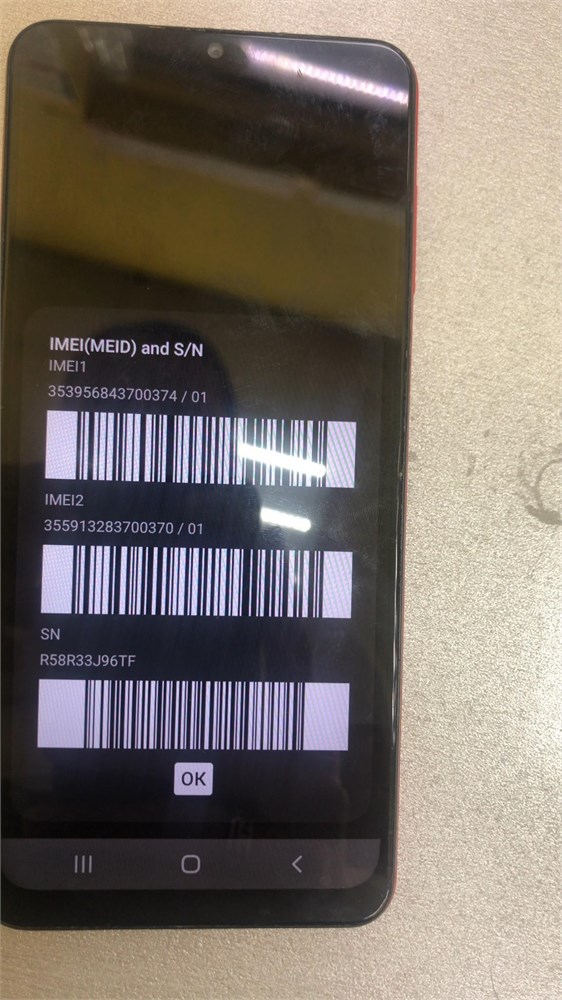 IMEI(MEID) and S/N
IMEI1
353956843700374 / 01
IMEI2
355913283700370 / 01
SN
R58R33J96TF
OK